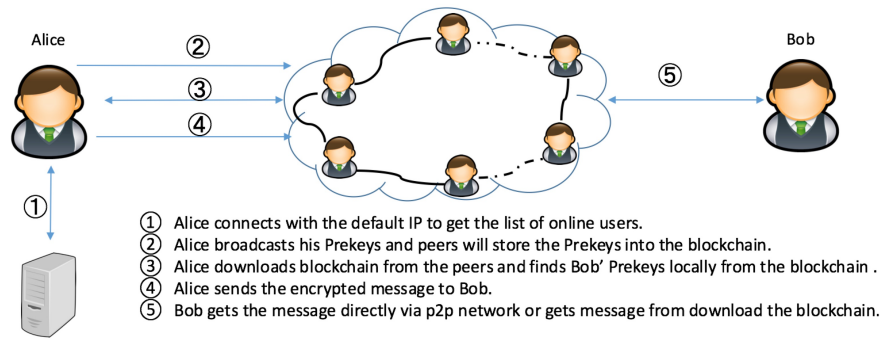 Alice
Bob
②
③
④
⑤
①
① Alice connects with the default IP to get the list of online users.
② Alice broadcasts his Prekeys and peers will store the Prekeys into the blockchain.
③ Alice downloads blockchain from the peers and finds Bob' Prekeys locally from the blockchain .
④ Alice sends the encrypted message to Bob.
⑤ Bob gets the message directly via p2p network or gets message from download the blockchain.